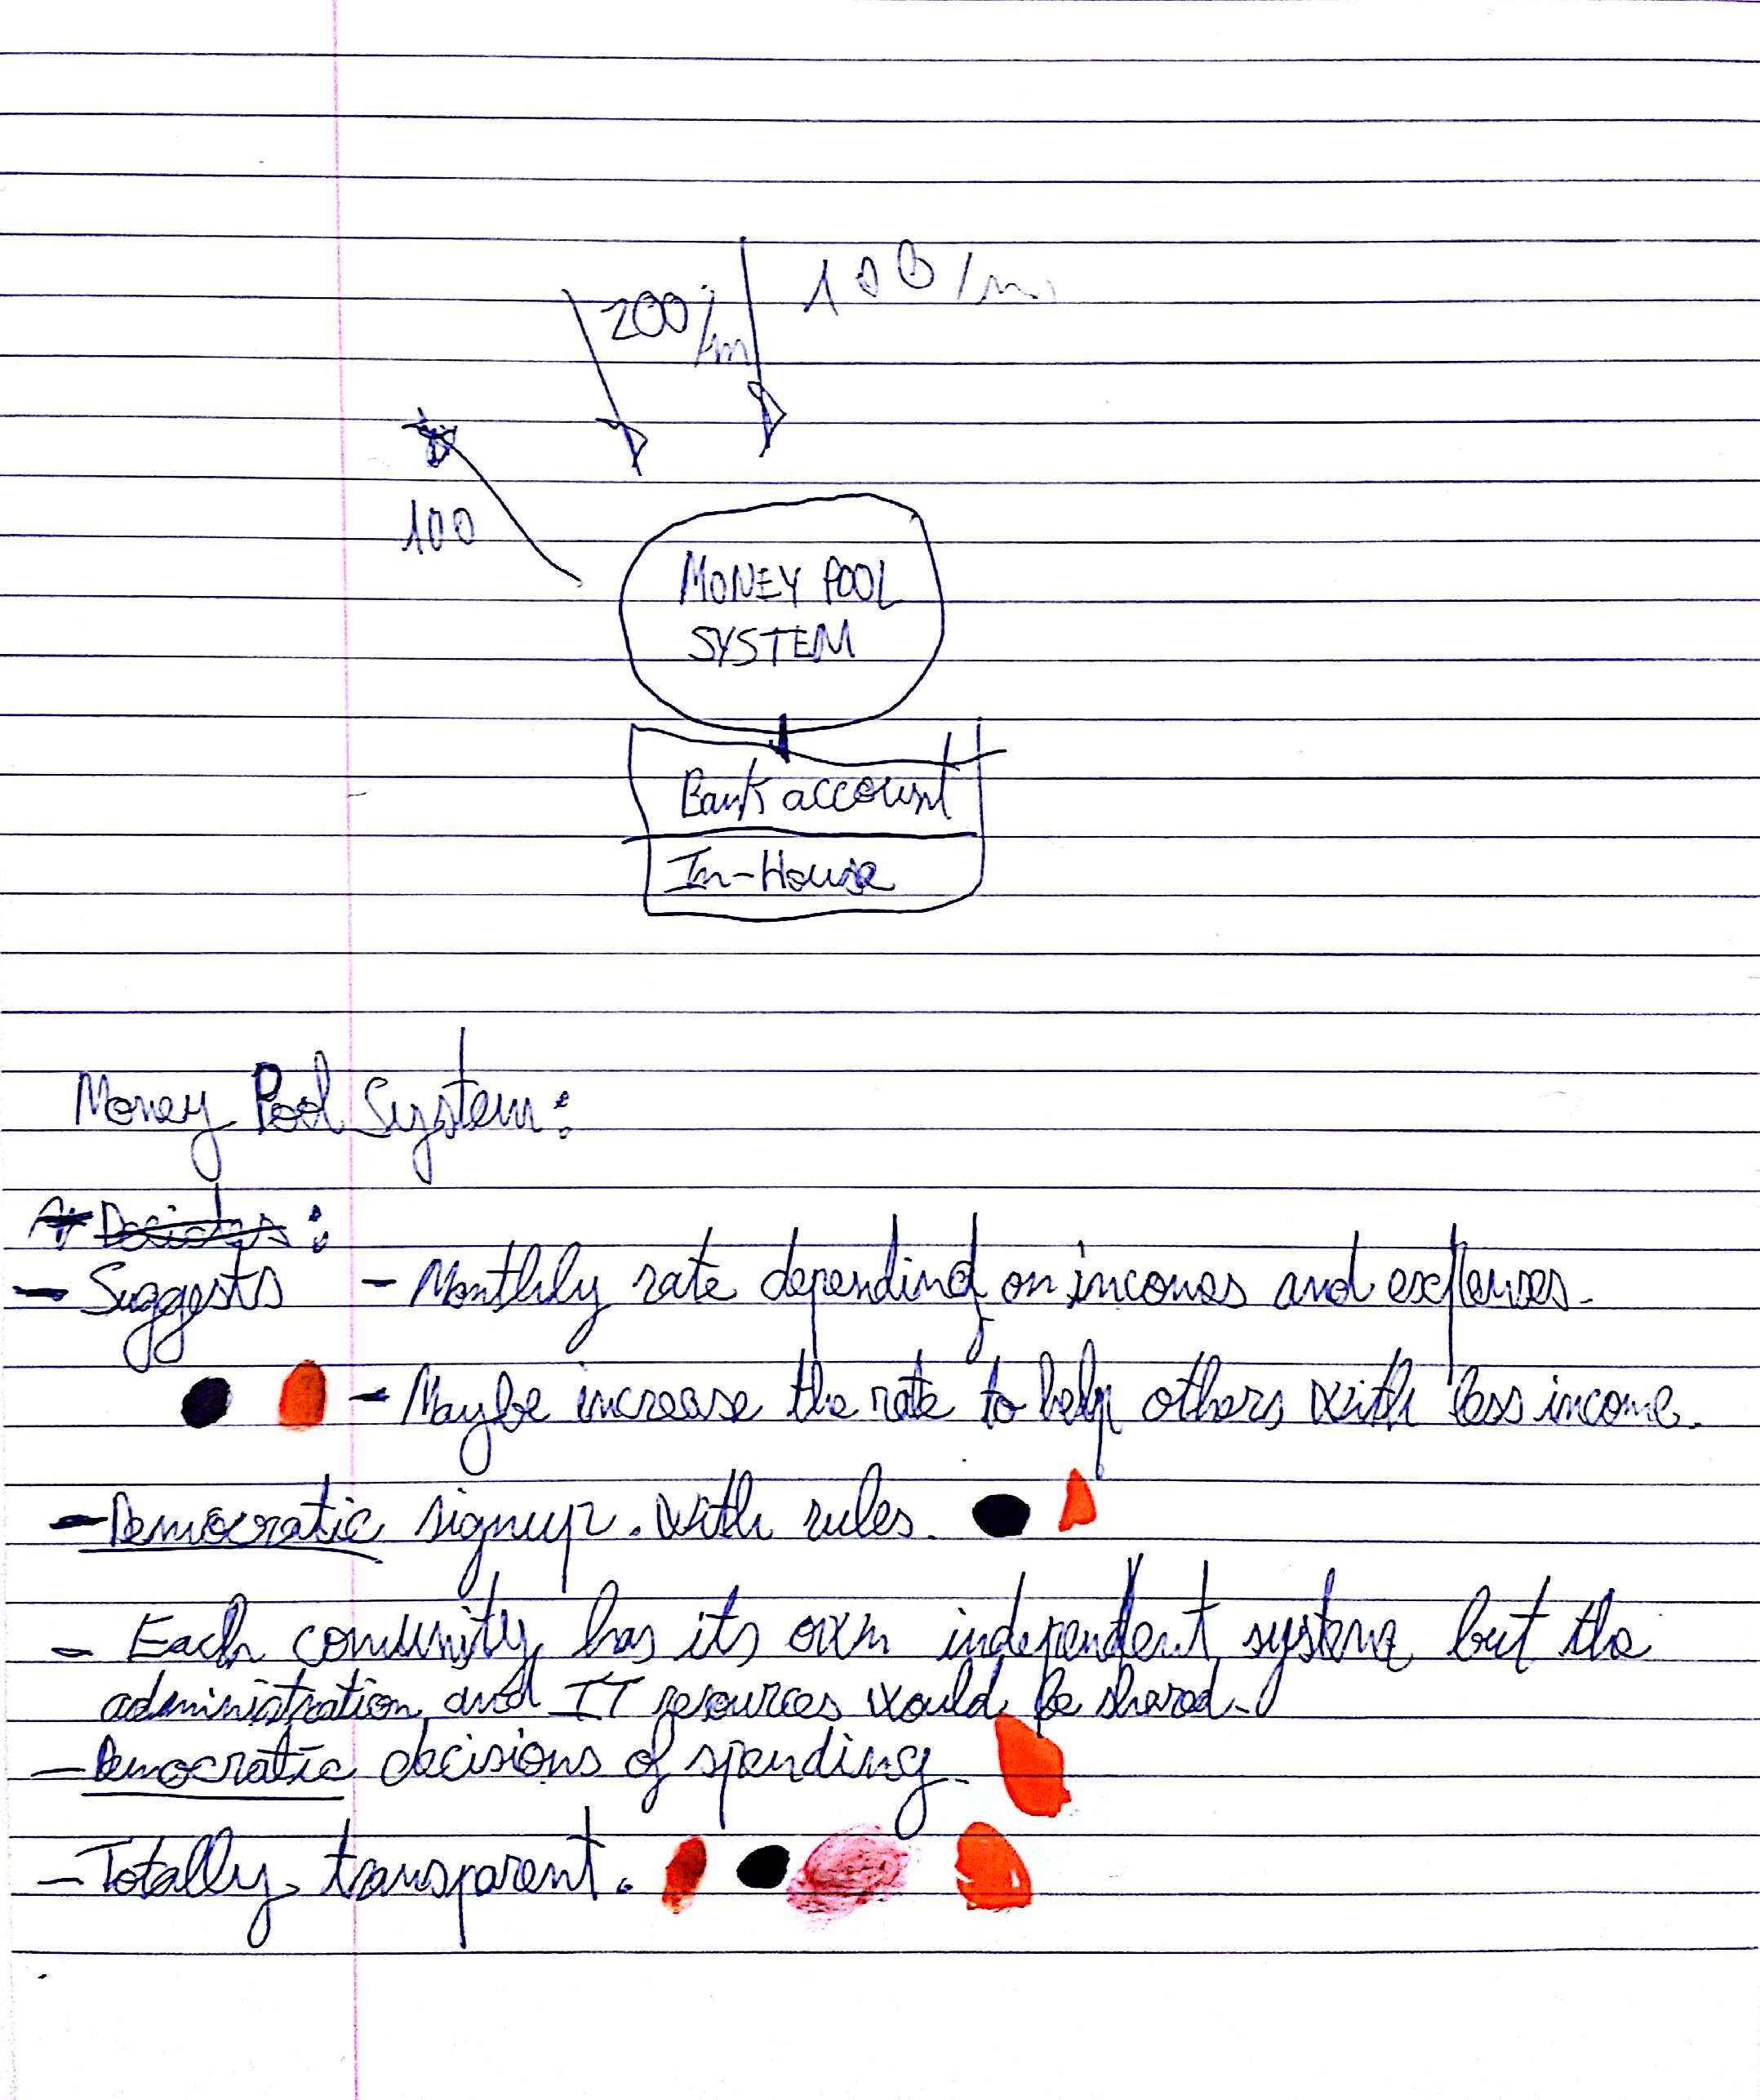 100/m
200/m
100
MONEY POOL
SYSTEM
Bank account
In-House
Money Pool System:
:
- Suggests - Monthly rate depending on incomes and expenses.
- Maybe increase the rate to help others with less income.
- Democratic signup. With rules.
- Each comunity has its own independent system but the
administration and IT resources would be shared.
- Democratic decisions of spending.
- Totally transparent.